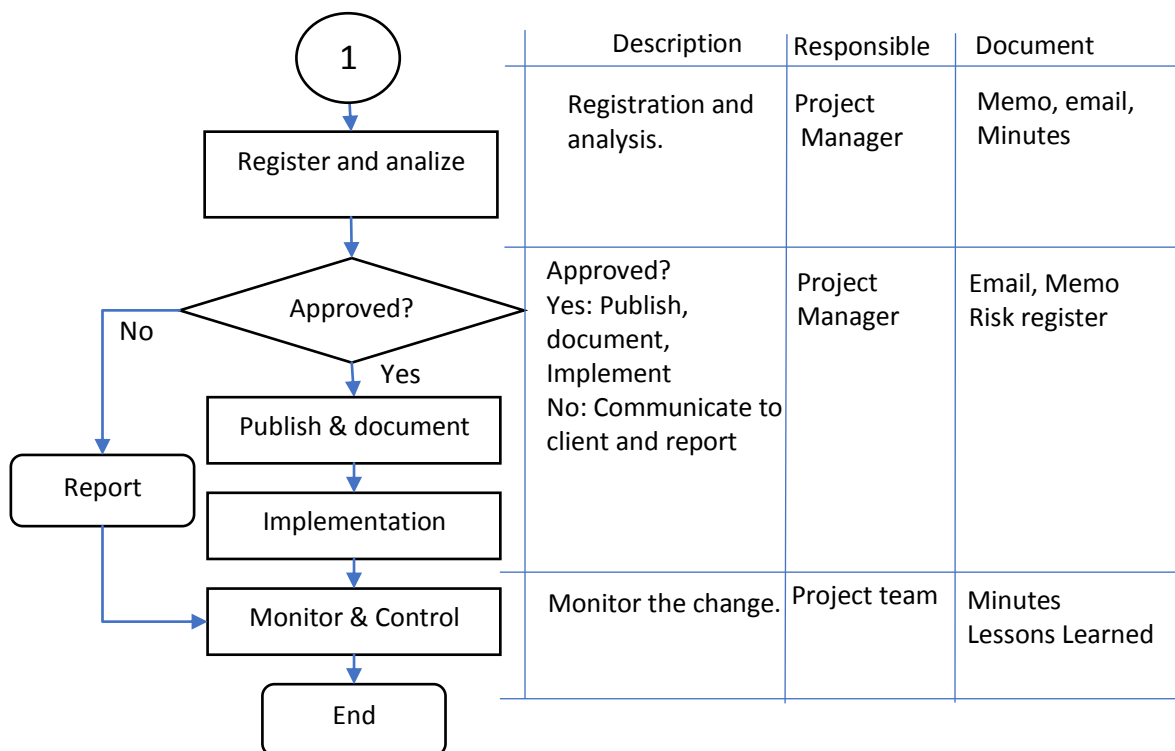 1
Register and analize
Approved?
No
Yes
Publish & document
Report
Implementation
Monitor & Control
End
Description
Responsible
Document
Registration and
analysis.
Project
Manager
Memo, email,
Minutes
Approved?
Yes: Publish,
document,
Implement
No: Communicate to
client and report
Project
Manager
Email, Memo
Risk register
Monitor the change.
Project team
Minutes
Lessons Learned